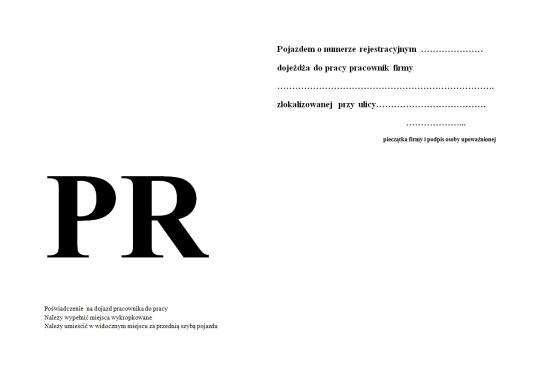 Pojazdem o numerze rejestracyjnym …………………
dojeżdża do pracy pracownik firmy
……………………………………………………………….
zlokalizowanej przy ulicy……………………………….
………………...
pieczątka firmy i podpis osoby upoważnionej
PR
Poświadczenie na dojazd pracownika do pracy
Należy wypełnić miejsca wykropkowane
Należy umieścić w widocznym miejsca za przednią szybą pojazdu